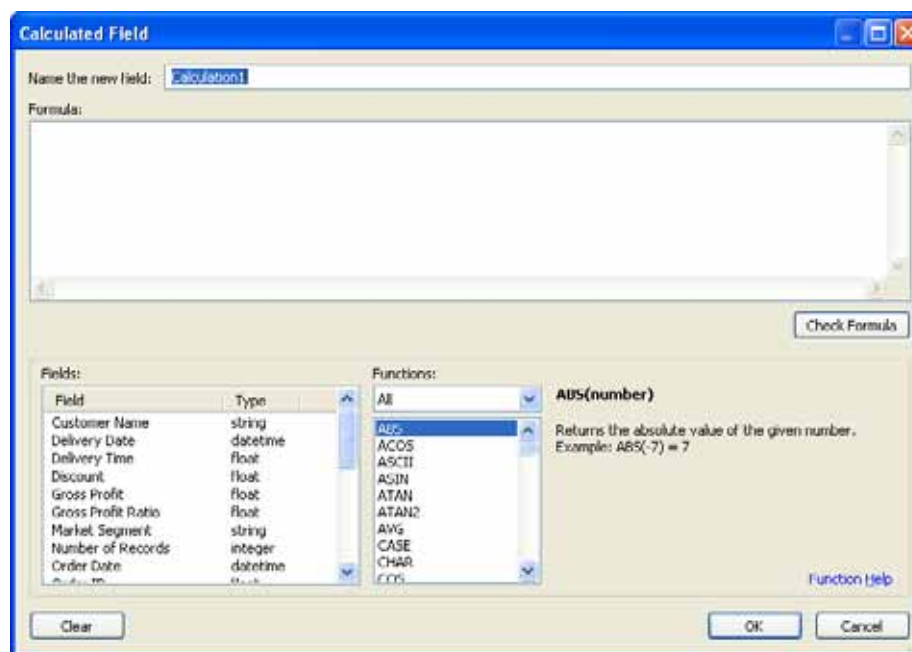 Calculated Field
Name the new field: Calculation1
Formula:
Check Formula
Fields:
Functions:
Field Type
All
Customer Name string
Delivery Date datetime
Delivery Time float
Discount float
Gross Profit float
Gross Profit Ratio float
Market Segment string
Number of Records integer
Order Date datetime
ABS
ACOS
ASCII
ASIN
ATAN
ATAN2
AVG
CASE
CHAR
COS
ABS(number)
Returns the absolute value of the given number.
Example: ABS(-7) = 7
Function Help
Clear
OK
Cancel